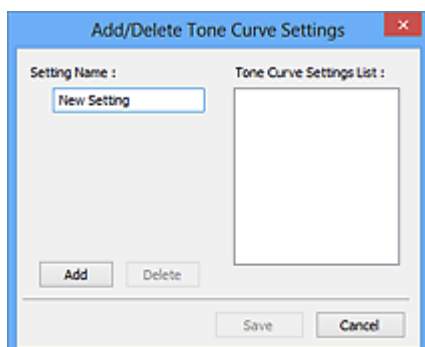 Add/Delete Tone Curve Settings
Setting Name :
Tone Curve Settings List :
New Setting
Add
Delete
Save
Cancel